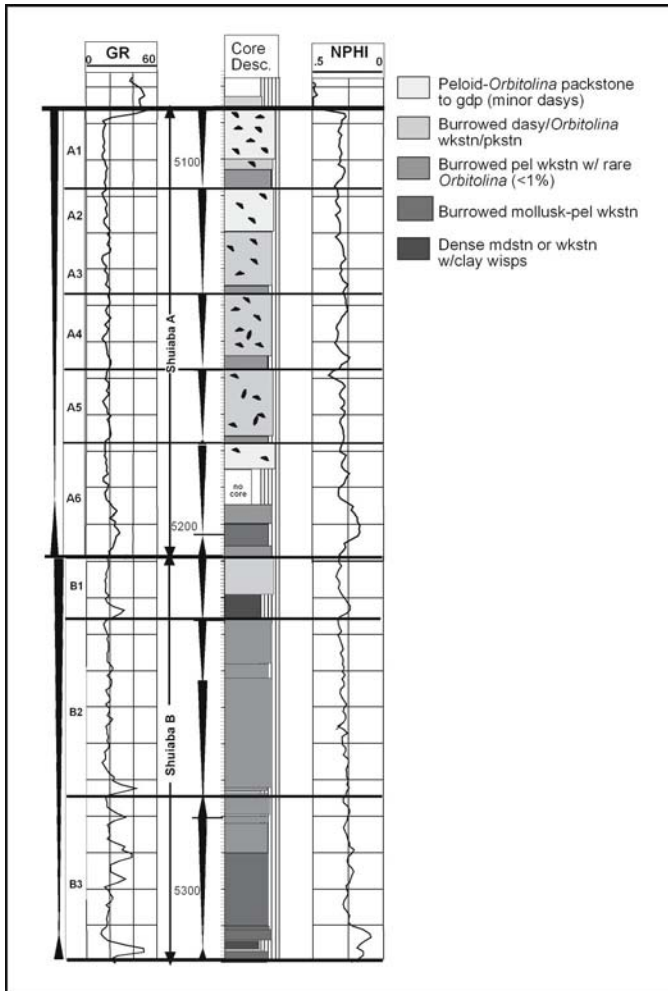 GR
0 60
Core
Desc.
NPHI
.5 0
Peloid-Orbitolina packstone
to gdp (minor dasys)
Burrowed dasy/Orbitolina
wkstn/pkstn
Burrowed pel wkstn w/ rare
Orbitolina (<1%)
Burrowed mollusk-pel wkstn
Dense mdstn or wkstn
w/clay wisps
A1
5100
A2
A3
A4
Shuiaba A
A5
A6
no
core
5200
B1
B2
Shuiaba B
B3
5300